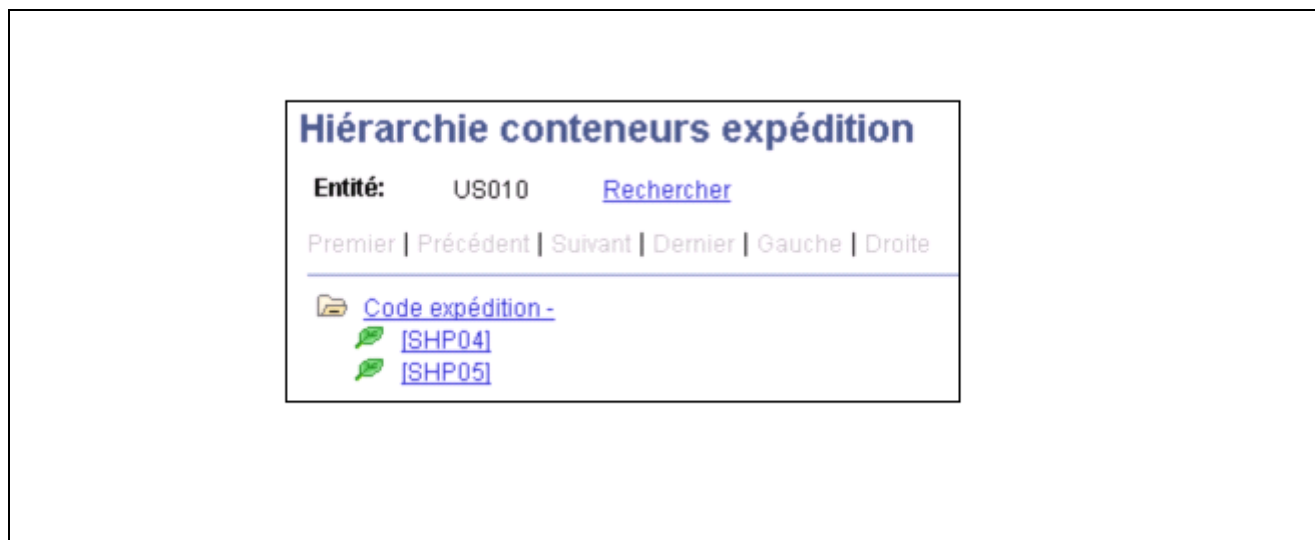 Hiérarchie conteneurs expédition
Entité: US010 Rechercher
Premier | Précédent | Suivant | Dernier | Gauche | Droite
Code expédition -
[SHP04]
[SHP05]